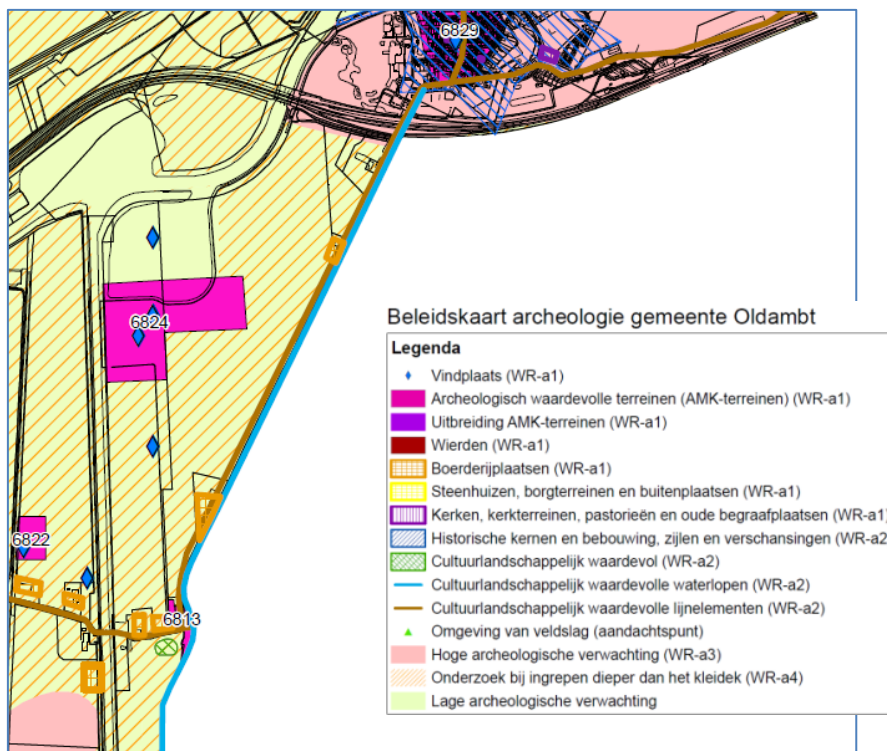 6829
6824
6822
6813
Beleidskaart archeologie gemeente Oldambt
Legenda
Vindplaats (WR-a1)
Archeologisch waardevolle terreinen (AMK-terreinen) (WR-a1)
Uitbreiding AMK-terreinen (WR-a1)
Wierden (WR-a1)
Boerderijplaatsen (WR-a1)
Steenhuizen, borgterreinen en buitenplaatsen (WR-a1)
Kerken, kerkterreinen, pastorieën en oude begraafplaatsen (WR-a1)
Historische kernen en bebouwing, zijlen en verschansingen (WR-a2
Cultuurlandschappelijk waardevol (WR-a2)
Cultuurlandschappelijk waardevolle waterlopen (WR-a2)
Cultuurlandschappelijk waardevolle lijnelementen (WR-a2)
Omgeving van veldslag (aandachtspunt)
Hoge archeologische verwachting (WR-a3)
Onderzoek bij ingrepen dieper dan het kleidek (WR-a4)
Lage archeologische verwachting